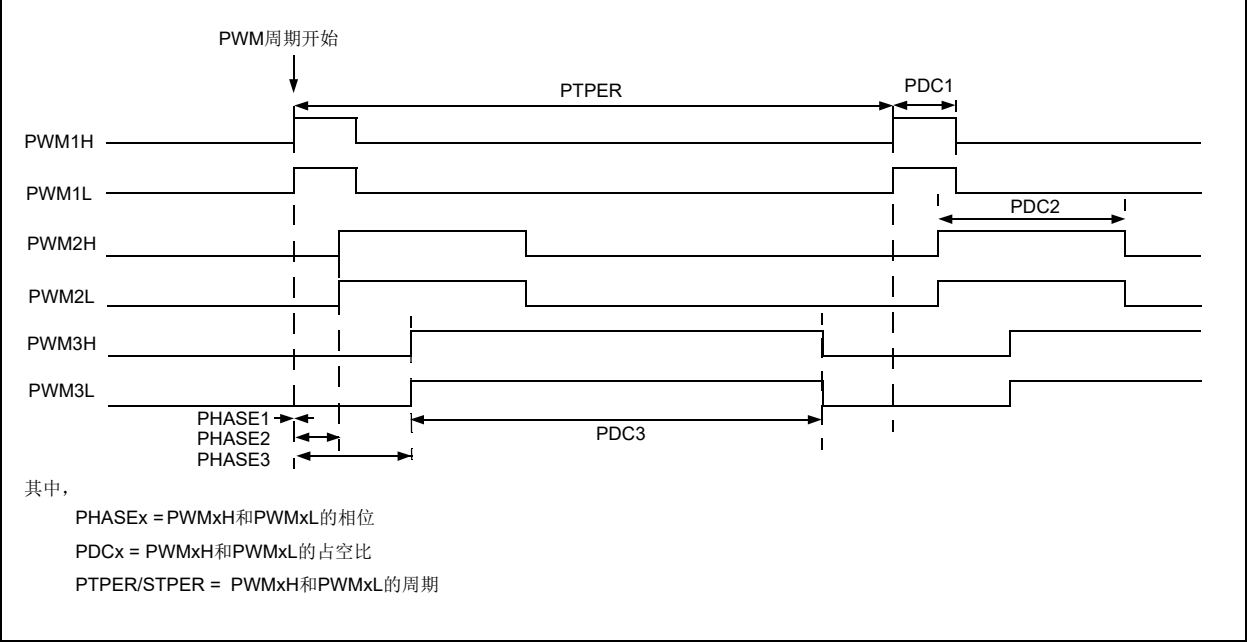 PWM周期开始
PTPER
PDC1
PWM1H
PWM1L
PDC2
PWM2H
PWM2L
PWM3H
PWM3L
PHASE1
PHASE2
PDC3
PHASE3
其中，
PHASEx = PWMxH和PWMxL的相位
PDCx = PWMxH和PWMxL的占空比
PTPER/STPER = PWMxH和PWMxL的周期